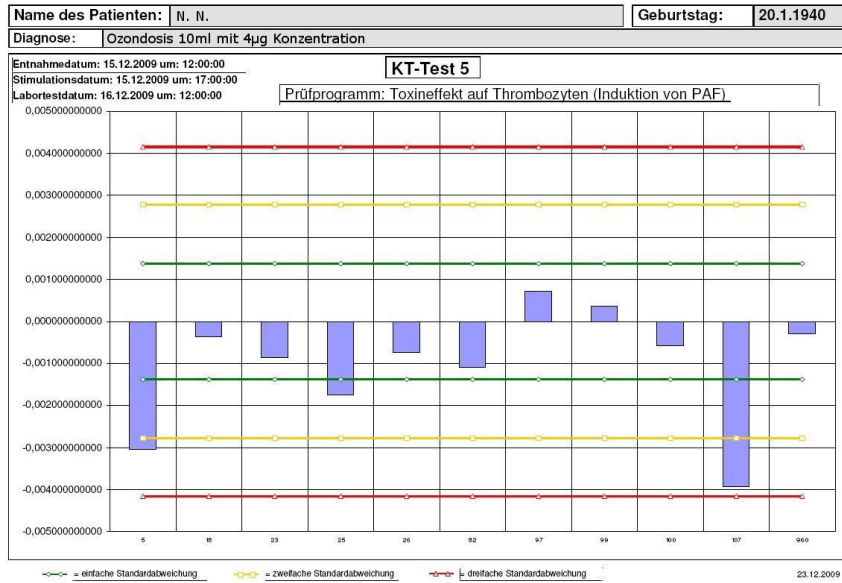 Name des Patienten: N. N. Geburtstag: 20.1.1940
Diagnose: Ozondosis 10ml mit 4µg Konzentration
Entnahmedatum: 15.12.2009 um: 12:00:00
Stimulationsdatum: 15.12.2009 um: 17:00:00
Labortestdatum: 16.12.2009 um: 12:00:00
KT-Test 5
Prüfprogramm: Toxineffekt auf Thrombozyten (Induktion von PAF)
0,005000000000
0,004000000000
0,003000000000
0,002000000000
0,001000000000
0,000000000000
-0,001000000000
-0,002000000000
-0,003000000000
-0,004000000000
-0,005000000000
5 18 23 25 26 82 97 99 100 107 960
= einfache Standardabweichung = zweifache Standardabweichung = dreifache Standardabweichung 23.12.2009